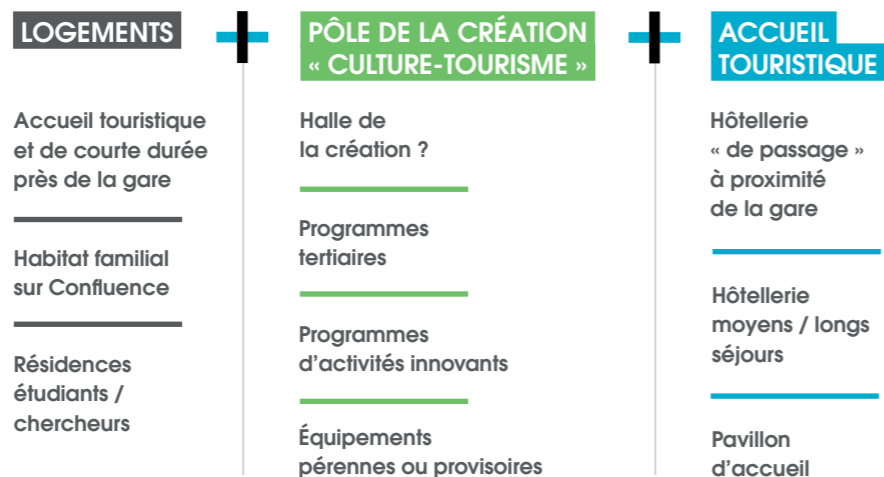 LOGEMENTS
Accueil touristique
et de courte durée
près de la gare
Habitat familial
sur Confluence
Résidences
étudiants /
chercheurs
PÔLE DE LA CRÉATION
« CULTURE-TOURISME »
Halle de
la création ?
Programmes
tertiaires
Programmes
d’activités innovants
Équipements
pérennes ou provisoires
ACCUEIL
TOURISTIQUE
Hôtellerie
« de passage »
à proximité
de la gare
Hôtellerie
moyens / longs
séjours
Pavillon
d’accueil